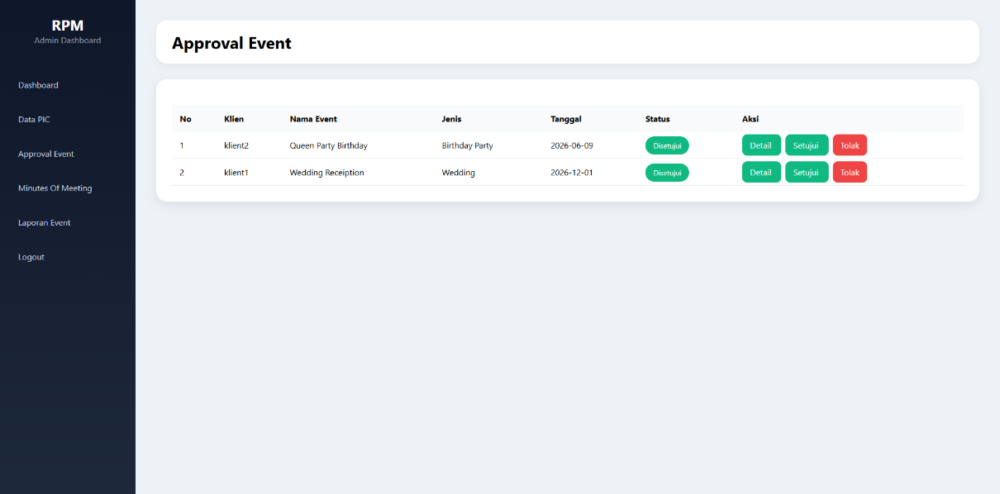 RPM
Admin Dashboard
Dashboard
Data PIC
Approval Event
Minutes Of Meeting
Laporan Event
Logout
Approval Event
No Klien Nama Event Jenis Tanggal Status Aksi
1 klient2 Queen Party Birthday Birthday Party 2026-06-09 Disetujui Detail Setujui Tolak
2 klient1 Wedding Receiption Wedding 2026-12-01 Disetujui Detail Setujui Tolak